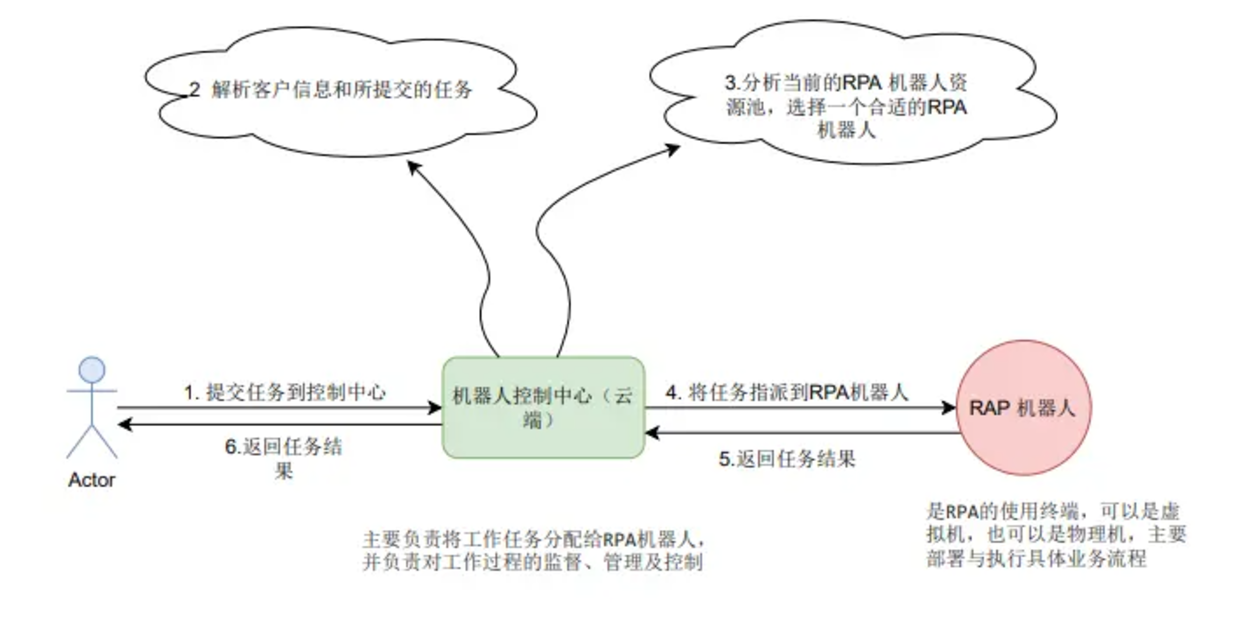 2 解析客户信息和所提交的任务
3.分析当前的RPA 机器人资
源池，选择一个合适的RPA
机器人
1. 提交任务到控制中心
机器人控制中心（云
端）
4. 将任务指派到RPA机器人
RAP 机器人
6.返回任务结
果
5.返回任务结果
Actor
主要负责将工作任务分配给RPA机器人，
并负责对工作过程的监督、管理及控制
是RPA的使用终端，可以是虚
拟机，也可以是物理机，主要
部署与执行具体业务流程